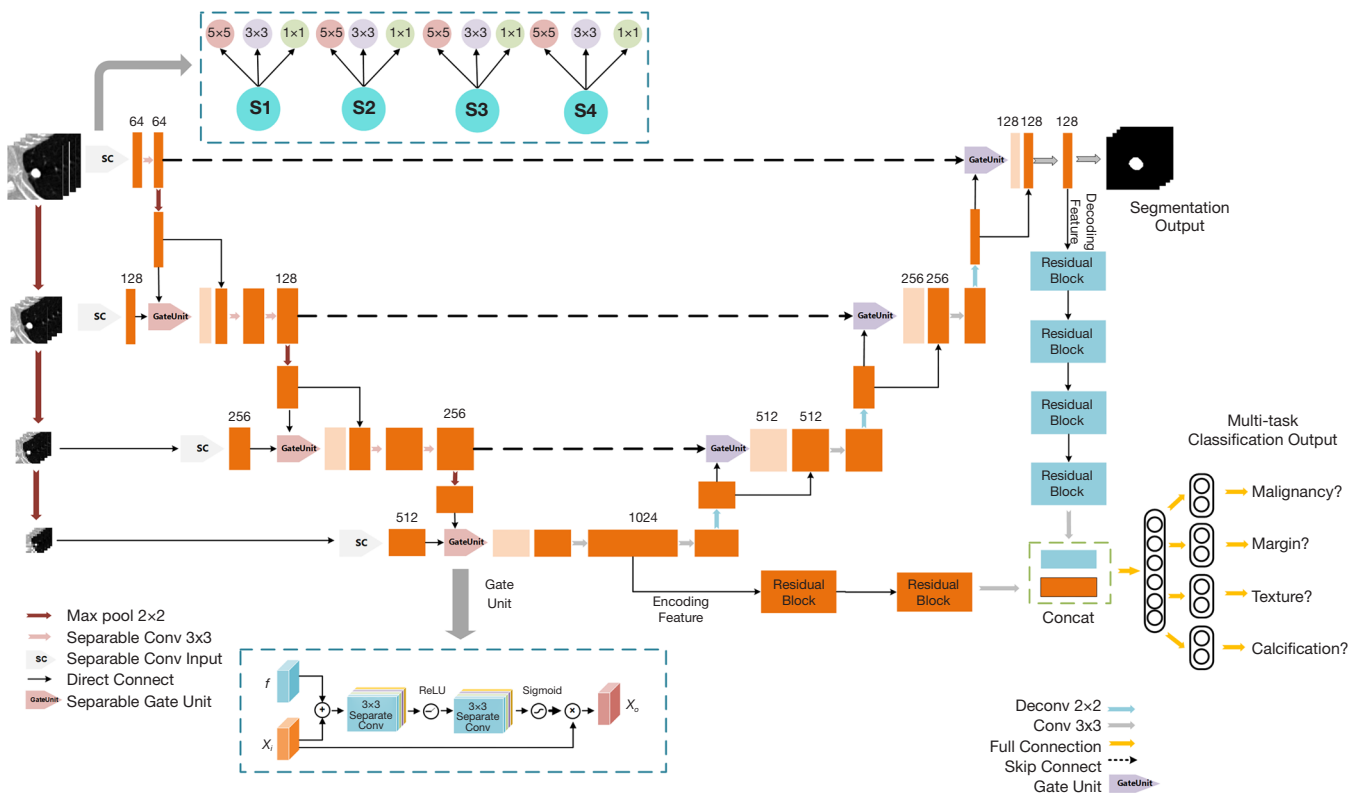 5×5 3×3 1×1 5×5 3×3 1×1 5×5 3×3 1×1 5×5 3×3 1×1
S1 S2 S3 S4
64 64
128 128 128
SC
GateUnit
Decoding
Feature
Segmentation
Output
Residual
Block
128
128
256 256
SC
GateUnit
GateUnit
Residual
Block
256
256
512
512
SC
GateUnit
GateUnit
Residual
Block
Multi-task
Classification Output
Residual
Block
512
1024
SC
GateUnit
Malignancy?
Margin?
Texture?
Calcification?
Gate
Unit
Encoding
Feature
Residual
Block
Residual
Block
Concat
Max pool 2×2
Separable Conv 3x3
SC Separable Conv Input
Direct Connect
GateUnit Separable Gate Unit
f
X_i
+
3×3
Separate
Conv
ReLU
3×3
Separate
Conv
Sigmoid
×
X_o
Deconv 2×2
Conv 3x3
Full Connection
Skip Connect
Gate Unit GateUnit